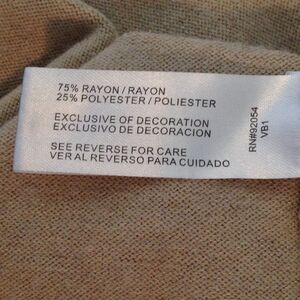 75% RAYON / RAYON
25% POLYESTER / POLIESTER
EXCLUSIVE OF DECORATION
EXCLUSIVO DE DECORACION
SEE REVERSE FOR CARE
VER AL REVERSO PARA CUIDADO
RN#92054
VB1